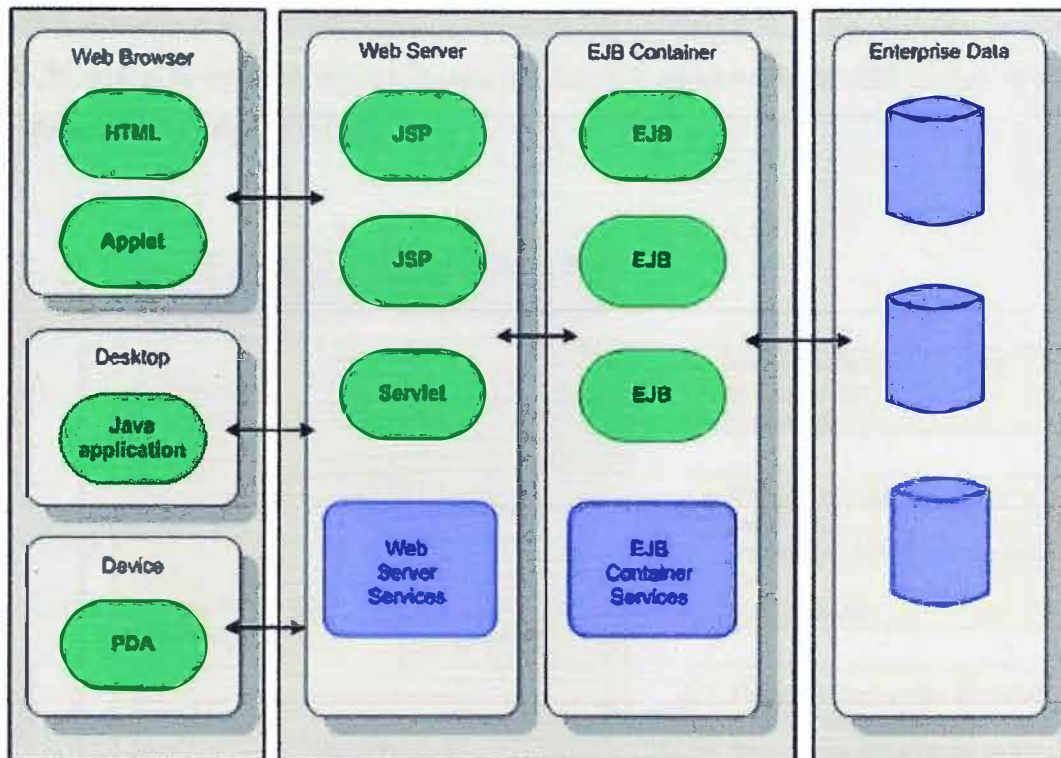 Web Browser
HTML
Applet
Desktop
Java
application
Device
PDA
Web Server
JSP
JSP
Servlet
Web
Server
Services
EJB Container
EJB
EJB
EJB
EJB
Container
Services
Enterprise Data